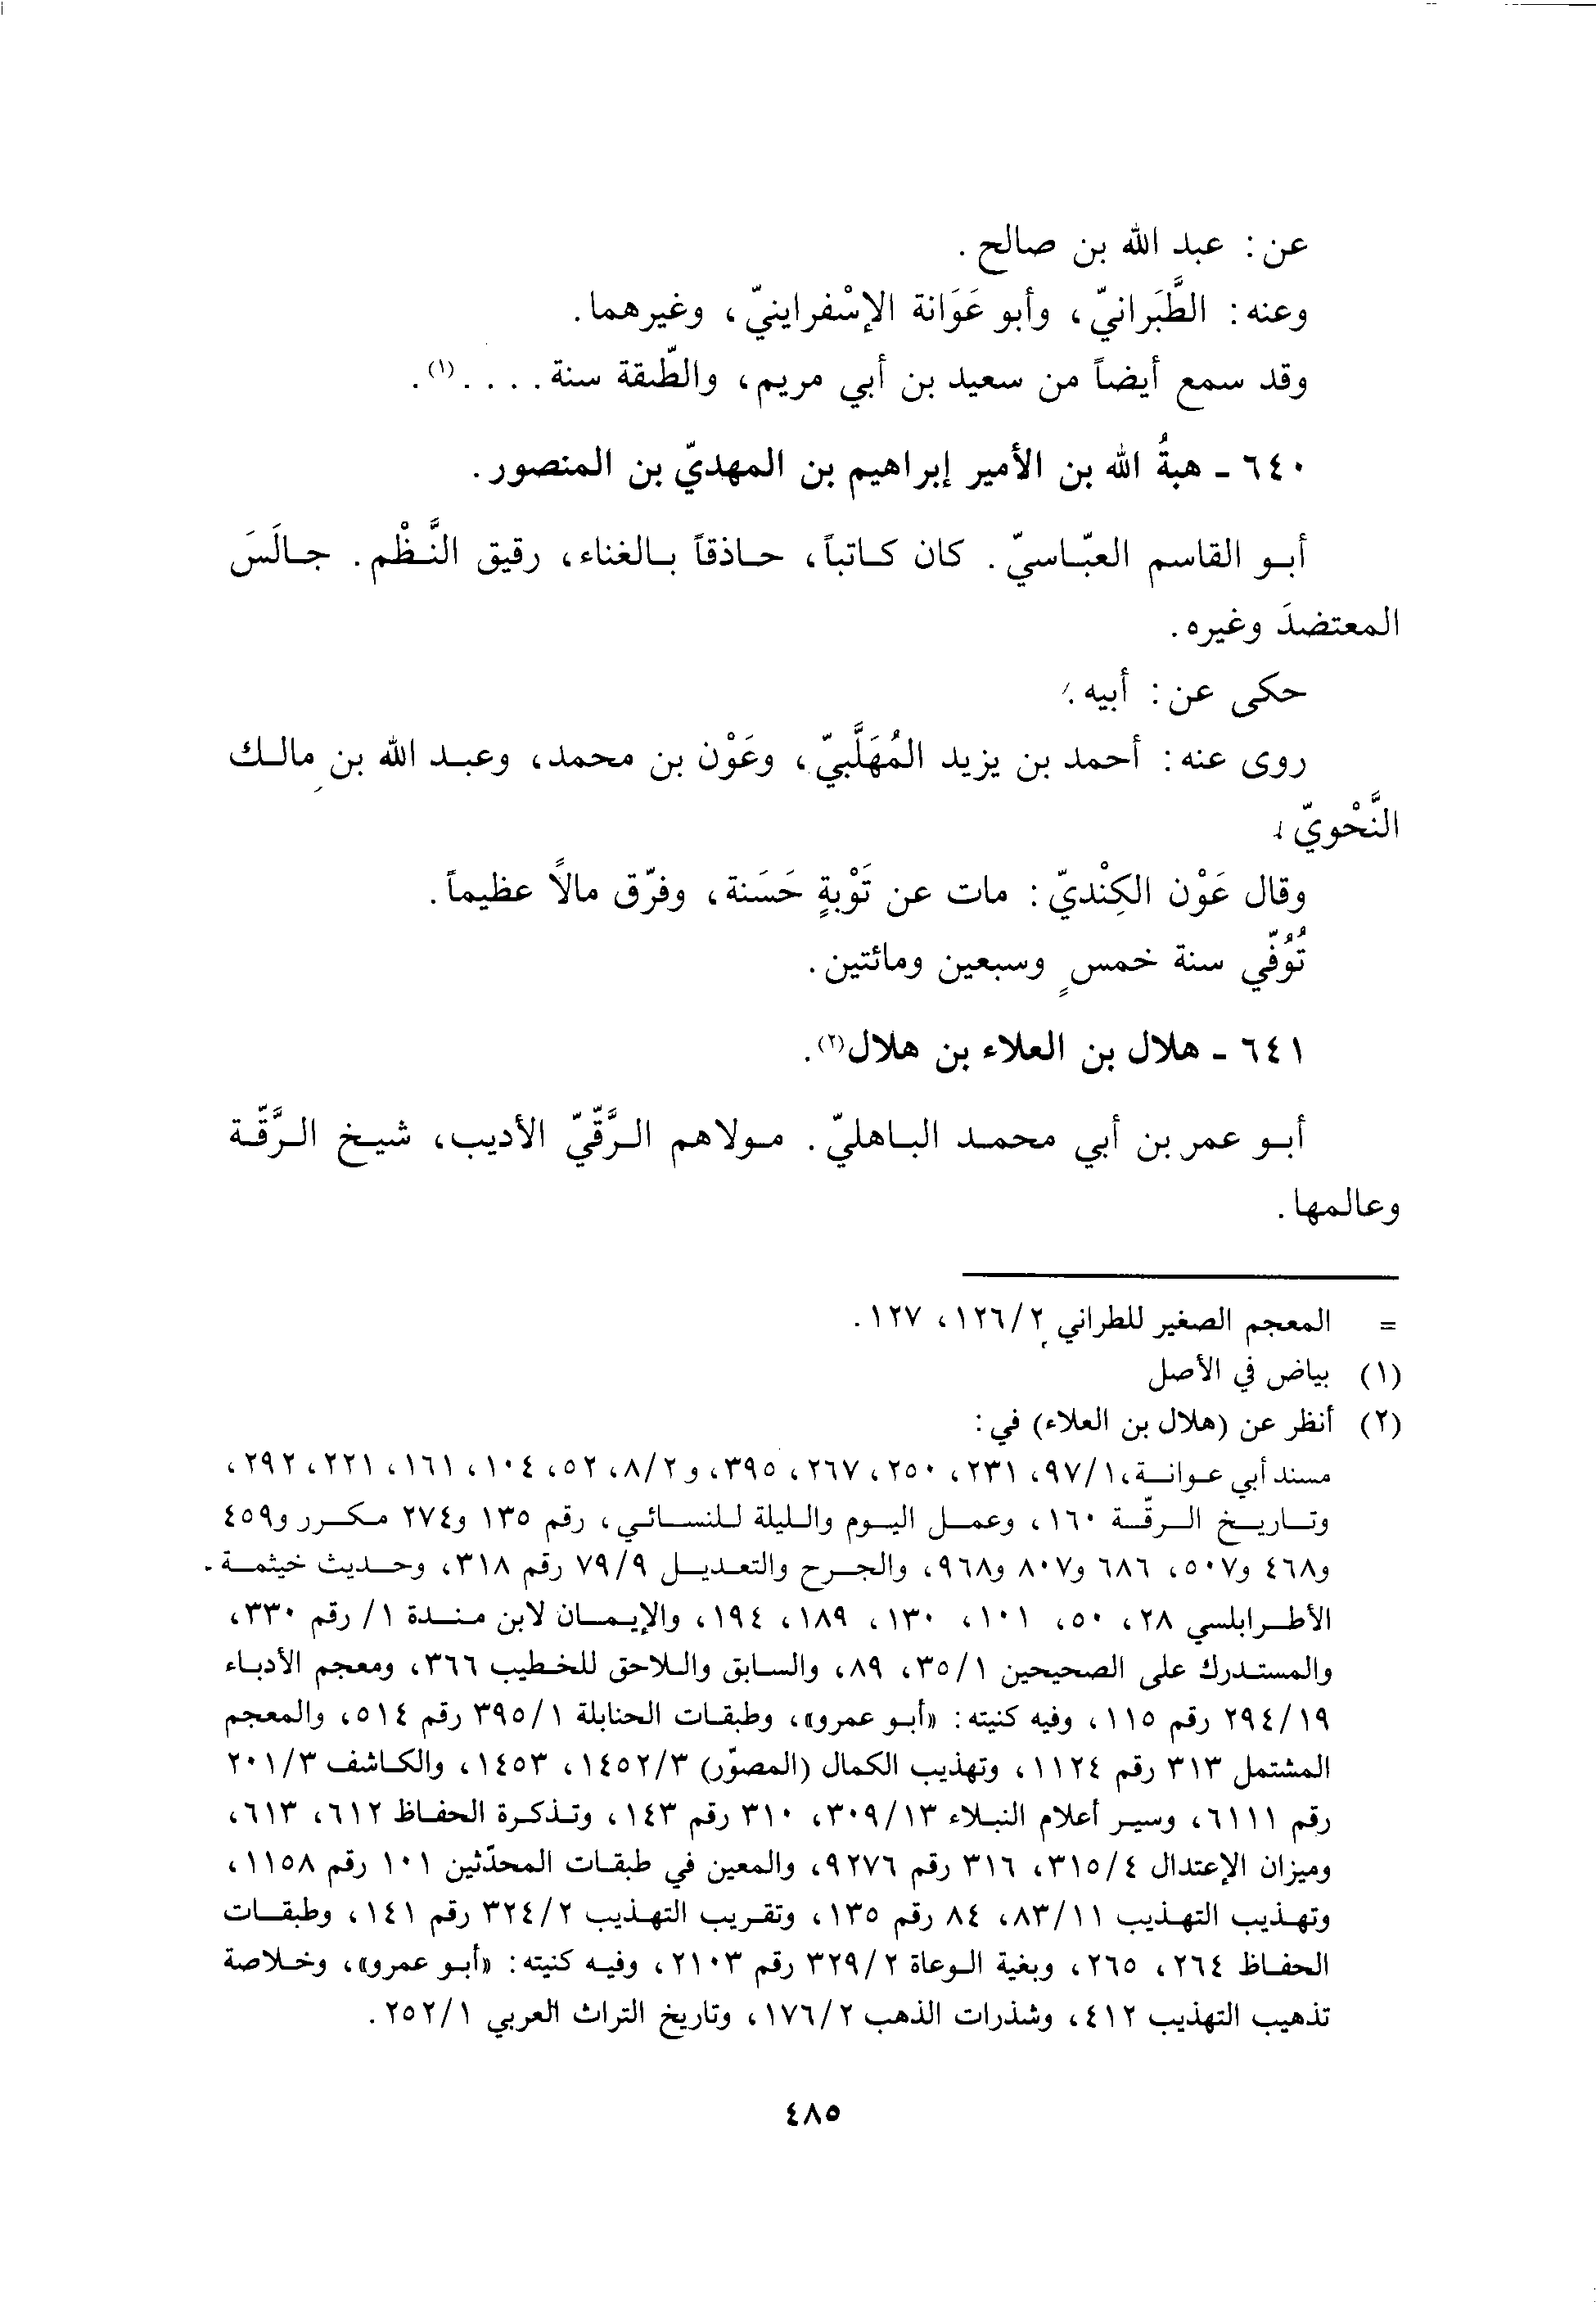 عن: عبد الله بن صالح.
وعنه: الطَّبَرانيّ، وأبو عَوَانة الإسْفراينيّ، وغيرهما.
وقد سمع أيضاً من سعيد بن أبي مريم، والطّبقة سنة. . . .(١).
٦٤٠ - هبةُ الله بن الأمير إبراهيم بن المهديّ بن المنصور.
أبو القاسم العبّاسيّ. كان كاتباً، حاذقاً بالغناء، رقيق النَّظْم. جالَسَ
المعتضدَ وغيره.
حكى عن: أبيه.
روى عنه: أحمد بن يزيد المُهَلَّبيّ، وعَوْن بن محمد، وعبد الله بن مالك
النَّحْويّ.
وقال عَوْن الكِنْديّ: مات عن تَوْبةٍ حَسَنة، وفرّق مالاً عظيماً.
تُوُفّي سنة خمسٍ وسبعين ومائتين.
٦٤١ - هلال بن العلاء بن هلال(٢).
أبو عمر بن أبي محمد الباهليّ. مولاهم الرَّقّيّ الأديب، شيخ الرَّقّة
وعالمها.
= المعجم الصغير للطراني ١٢٦/٢، ١٢٧.
(١) بياض في الأصل
(٢) أنظر عن (هلال بن العلاء) في:
مسند أبي عوانة، ٩٧/١، ٢٣١، ٢٥٠، ٢٦٧، ٣٩٥، و٨/٢، ٥٢، ١٠٤، ١٦١، ٢٢١، ٢٩٢،
وتاريخ الرقّة ١٦٠، وعمل اليوم والليلة للنسائي، رقم ١٣٥ و٢٧٤ مكرر و٤٥٩
و٤٦٨ و٥٠٧، ٦٨٦ و٨٠٧ و٩٦٨، والجرح والتعديل ٧٩/٩ رقم ٣١٨، وحديث خيثمة
الأطرابلسي ٢٨، ٥٠، ١٠١، ١٣٠، ١٨٩، ١٩٤، والإيمان لابن مندة ١/ رقم ٣٣٠،
والمستدرك على الصحيحين ٣٥/١، ٨٩، والسابق واللاحق للخطيب ٣٦٦، ومعجم الأدباء
٢٩٤/١٩ رقم ١١٥، وفيه كنيته: «أبو عمرو»، وطبقات الحنابلة ٣٩٥/١ رقم ٥١٤، والمعجم
المشتمل ٣١٣ رقم ١١٢٤، وتهذيب الكمال (المصوّر) ١٤٥٢/٣، ١٤٥٣، والكاشف ٢٠١/٣
رقم ٦١١١، وسير أعلام النبلاء ٣٠٩/١٣، ٣١٠ رقم ١٤٣، وتذكرة الحفاظ ٦١٢، ٦١٣،
وميزان الإعتدال ٣١٥/٤، ٣١٦ رقم ٩٢٧٦، والمعين في طبقات المحدّثين ١٠١ رقم ١١٥٨،
وتهذيب التهذيب ٨٣/١١، ٨٤ رقم ١٣٥، وتقريب التهذيب ٣٢٤/٢ رقم ١٤١، وطبقات
الحفاظ ٢٦٤، ٢٦٥، وبغية الوعاة ٣٢٩/٢ رقم ٢١٠٣، وفيه كنيته: «أبو عمرو»، وخلاصة
تذهيب التهذيب ٤١٢، وشذرات الذهب ١٧٦/٢، وتاريخ التراث العربي ٢٥٢/١.
٤٨٥